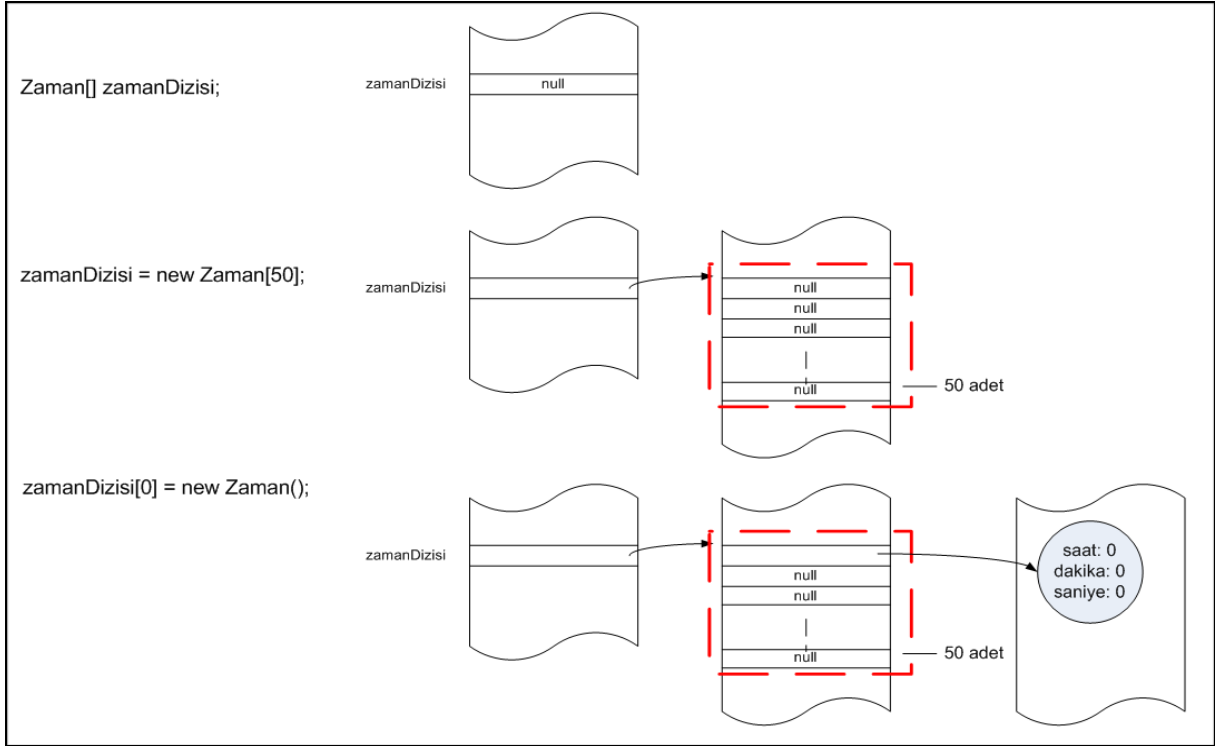 Zaman[] zamanDizisi;
zamanDizisi
null
zamanDizisi = new Zaman[50];
zamanDizisi
null
null
null
null
50 adet
zamanDizisi[0] = new Zaman();
zamanDizisi
null
null
null
50 adet
saat: 0
dakika: 0
saniye: 0